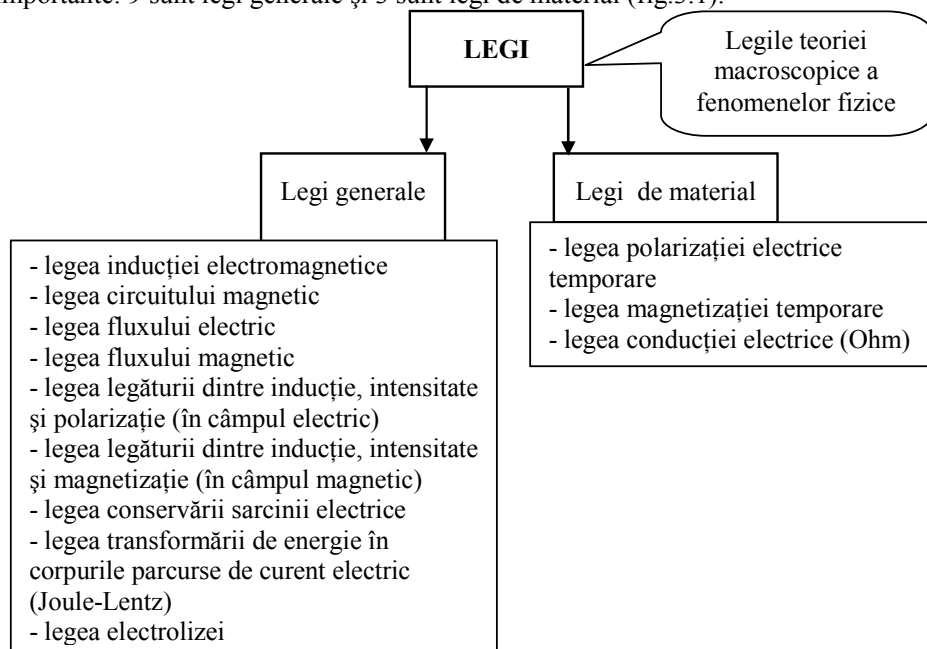 importante: 9 sunt legi generale şi 3 sunt legi de material (fig.3.1).
LEGI
Legile teoriei
macroscopice a
fenomenelor fizice
Legi generale
Legi de material
- legea inducţiei electromagnetice
- legea circuitului magnetic
- legea fluxului electric
- legea fluxului magnetic
- legea legăturii dintre inducţie, intensitate
şi polarizaţie (în câmpul electric)
- legea legăturii dintre inducţie, intensitate
şi magnetizaţie (în câmpul magnetic)
- legea conservării sarcinii electrice
- legea transformării de energie în
corpurile parcurse de curent electric
(Joule-Lentz)
- legea electrolizei
- legea polarizaţiei electrice
temporare
- legea magnetizaţiei temporare
- legea conducţiei electrice (Ohm)